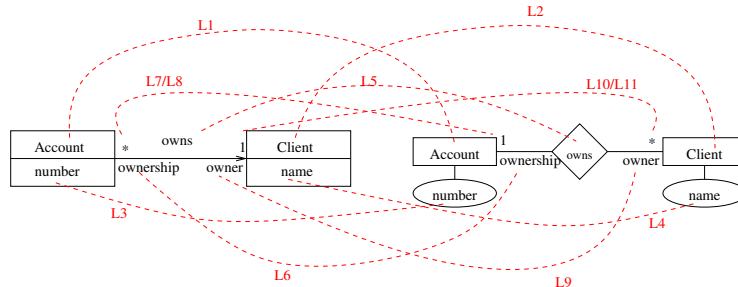 L1
L2
L7/L8
L5
L10/L11
Account
number
*
ownership
owns
1
owner
Client
name
Account
number
1
ownership
owns
*
owner
Client
name
L3
L4
L6
L9